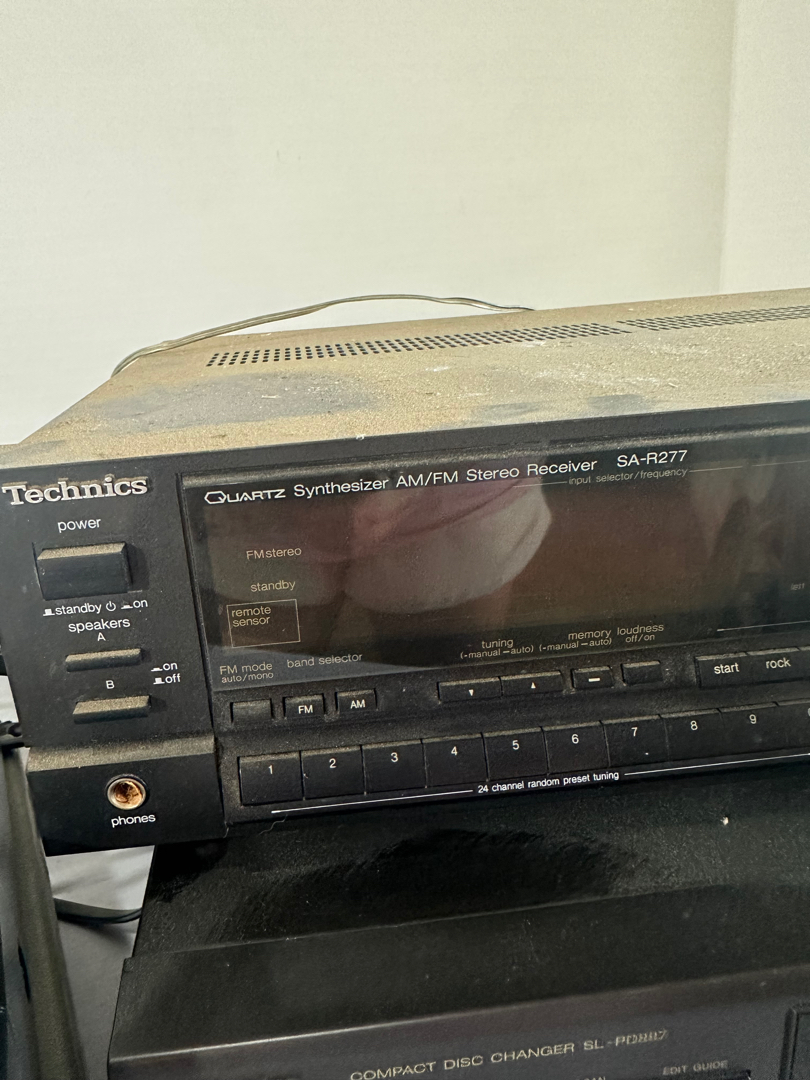 Technics
QUARTZ Synthesizer AM/FM Stereo Receiver SA-R277
input selector/frequency
power
standby on
speakers
A
on
off
B
phones
FM stereo
standby
remote
sensor
FM mode
auto/mono
band selector
FM
AM
tuning
(-manual –auto)
memory
(-manual –auto)
loudness
off/on
start
rock
1 2 3 4 5 6 7 8 9
24 channel random preset tuning
COMPACT DISC CHANGER
EDIT GUIDE